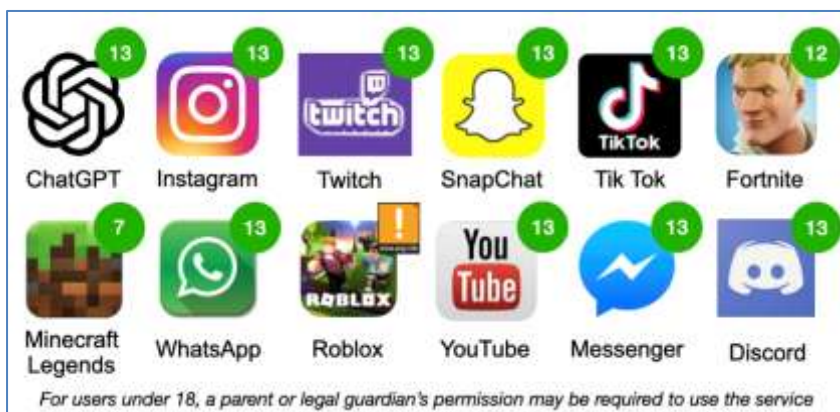 13 13 13 13 13 12
twitch
TikTok
ChatGPT Instagram Twitch SnapChat Tik Tok Fortnite
7 13 ! 13 13 13
You
Tube
ROBLOX
Minecraft
Legends WhatsApp Roblox YouTube Messenger Discord
For users under 18, a parent or legal guardian's permission may be required to use the service